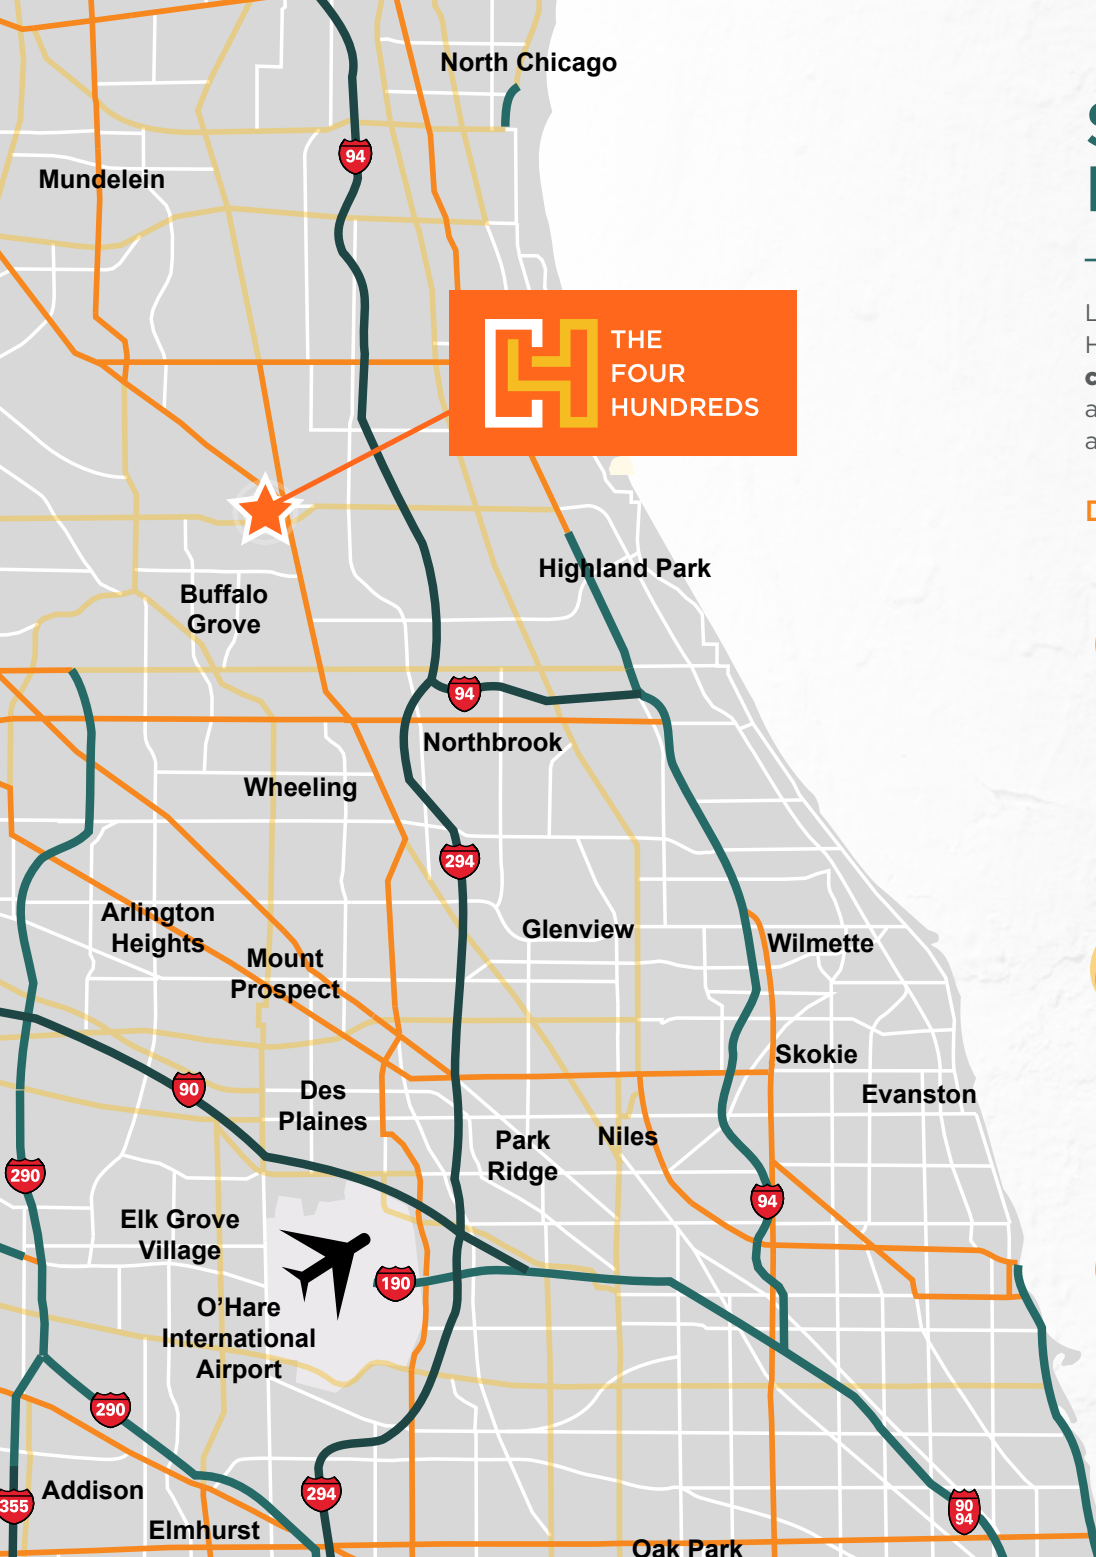 North Chicago
94
Mundelein
THE
FOUR
HUNDREDS
Highland Park
Buffalo
Grove
94
Northbrook
Wheeling
294
Arlington
Heights
Glenview
Wilmette
Mount
Prospect
Skokie
90
Des
Plaines
Evanston
Park
Ridge
Niles
290
94
Elk Grove
Village
190
O'Hare
International
Airport
290
Addison
294
355
90
94
Elmhurst
Oak Park